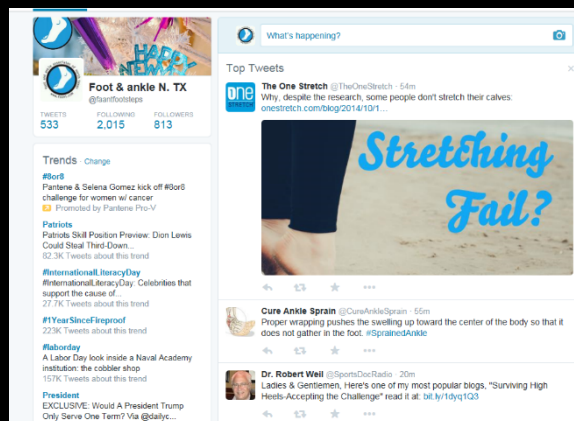 HAPPY
NEW
Foot & ankle N. TX
@faantfootsteps
TWEETS
FOLLOWING
FOLLOWERS
533
2,015
813
Trends · Change
#8or8
Pantene & Selena Gomez kick off #8or8
challenge for women w/ cancer
Promoted by Pantene Pro-V
Patriots
Patriots Skill Position Preview: Dion Lewis
Could Steal Third-Down...
82.3K Tweets about this trend
#InternationalLiteracyDay
#InternationalLiteracyDay: Celebrities that
support the cause of...
27.7K Tweets about this trend
#1YearSinceFireproof
223K Tweets about this trend
#laborday
A Labor Day look inside a Naval Academy
institution: the cobbler shop
157K Tweets about this trend
President
EXCLUSIVE: Would A President Trump
Only Serve One Term? Via @dailyc...
What's happening?
Top Tweets
one
STRETCH
The One Stretch @TheOneStretch · 54m
Why, despite the research, some people don't stretch their calves:
onestretch.com/blog/2014/10/1...
Stretching
Fail?
Cure Ankle Sprain @CureAnkleSprain · 55m
Proper wrapping pushes the swelling up toward the center of the body so that it
does not gather in the foot. #SprainedAnkle
Dr. Robert Weil @SportsDocRadio · 20m
Ladies & Gentlemen, Here's one of my most popular blogs, "Surviving High
Heels-Accepting the Challenge" read it at: bit.ly/1dyq1Q3